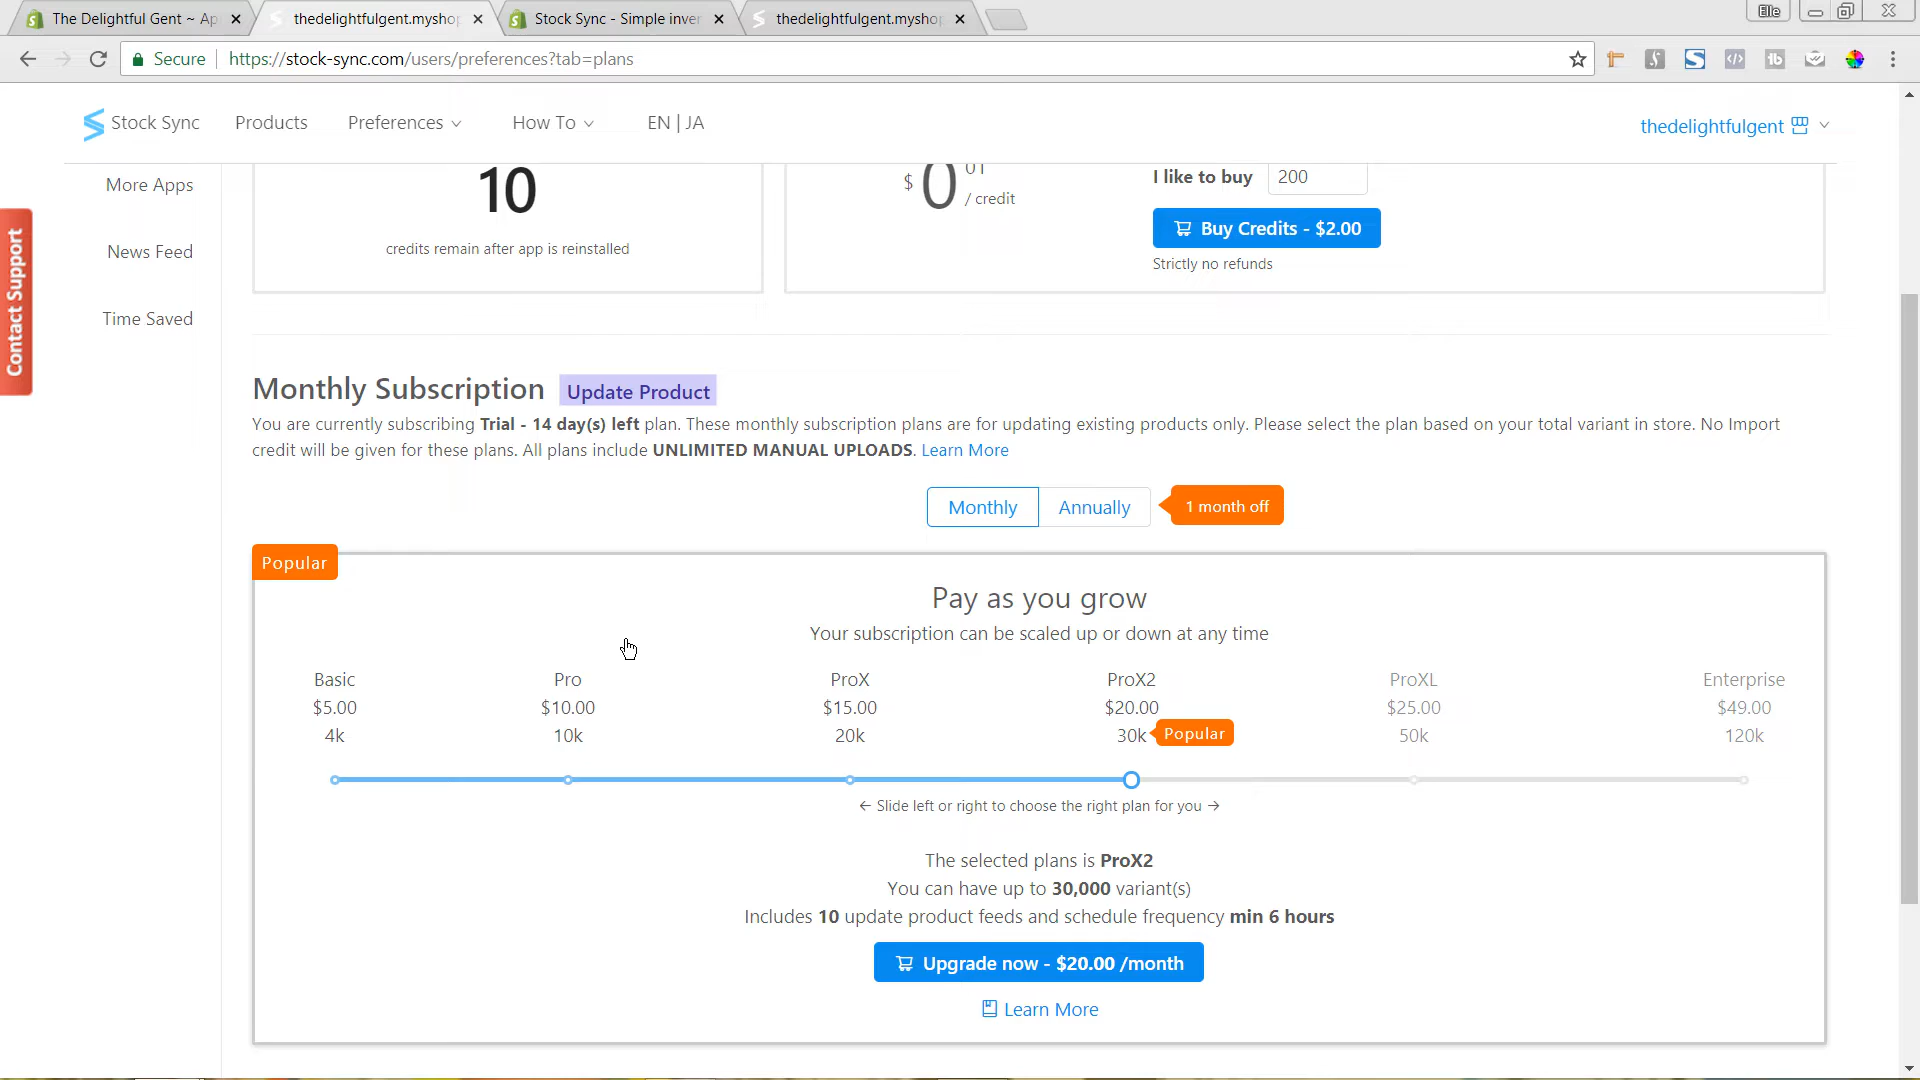 The Delightful Gent ~ Ap
thedelightfulgent.mysho
Stock Sync - Simple inver
thedelightfulgent.mysho
Elle
Secure
https://stock-sync.com/users/preferences?tab=plans
Stock Sync
Products
Preferences
How To
EN | JA
thedelightfulgent
More Apps
News Feed
Time Saved
Contact Support
10
credits remain after app is reinstalled
$ 0 01
/ credit
I like to buy 200
Buy Credits - $2.00
Strictly no refunds
Monthly Subscription Update Product
You are currently subscribing Trial - 14 day(s) left plan. These monthly subscription plans are for updating existing products only. Please select the plan based on your total variant in store. No Import
credit will be given for these plans. All plans include UNLIMITED MANUAL UPLOADS. Learn More
Monthly Annually 1 month off
Popular
Pay as you grow
Your subscription can be scaled up or down at any time
Basic Pro ProX ProX2 ProXL Enterprise
$5.00 $10.00 $15.00 $20.00 $25.00 $49.00
4k 10k 20k 30k Popular 50k 120k
← Slide left or right to choose the right plan for you →
The selected plans is ProX2
You can have up to 30,000 variant(s)
Includes 10 update product feeds and schedule frequency min 6 hours
Upgrade now - $20.00 /month
Learn More